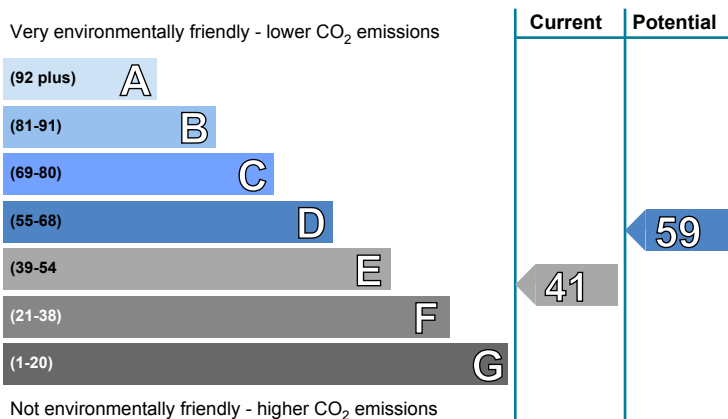 Very environmentally friendly - lower CO2 emissions
Current
Potential
(92 plus) A
(81-91) B
(69-80) C
(55-68) D
59
(39-54 E
41
(21-38) F
(1-20) G
Not environmentally friendly - higher CO2 emissions